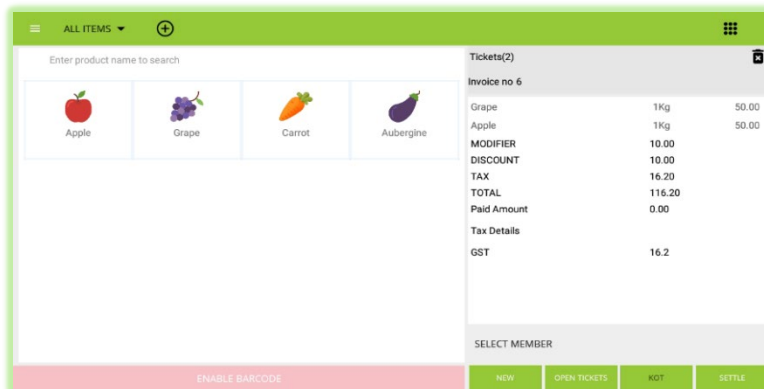 ALL ITEMS
Enter product name to search
Apple Grape Carrot Aubergine
ENABLE BARCODE
Tickets(2)
Invoice no 6
Grape 1Kg 50.00
Apple 1Kg 50.00
MODIFIER 10.00
DISCOUNT 10.00
TAX 16.20
TOTAL 116.20
Paid Amount 0.00
Tax Details
GST 16.2
SELECT MEMBER
NEW OPEN TICKETS KOT SETTLE